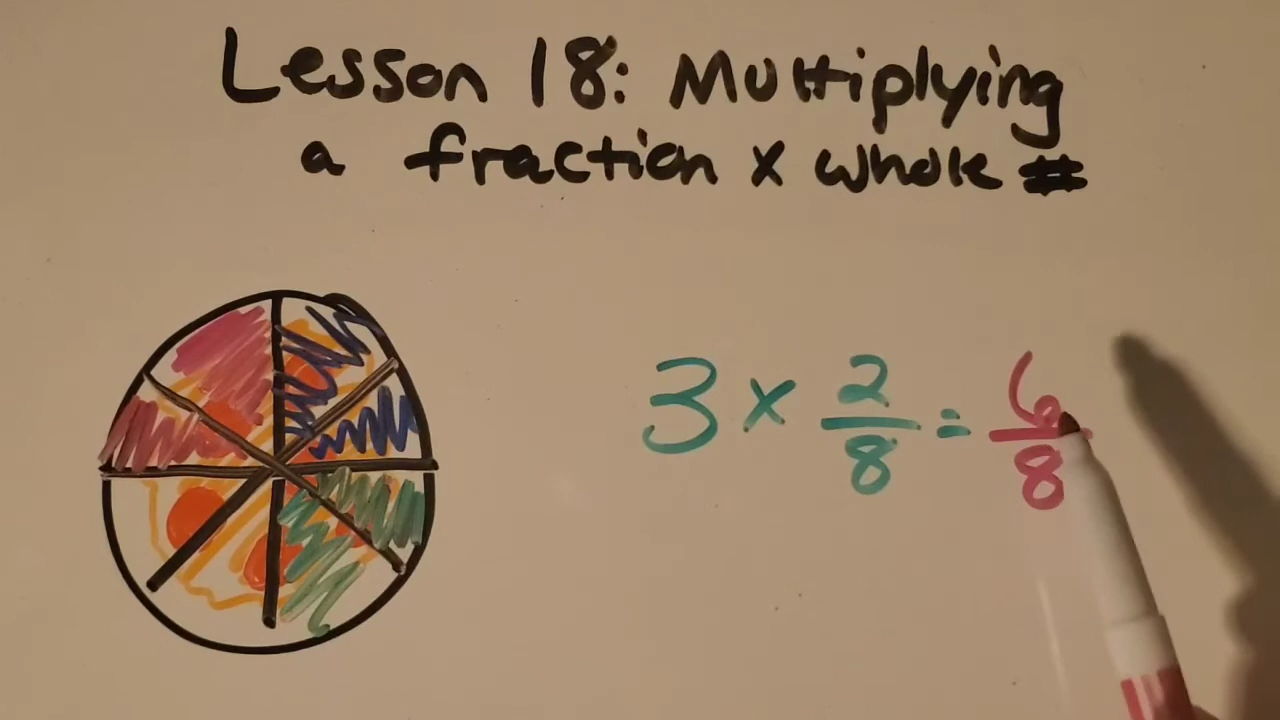 Lesson 18: Multiplying
a fraction x whole #
3 x 2/8 = 6/8